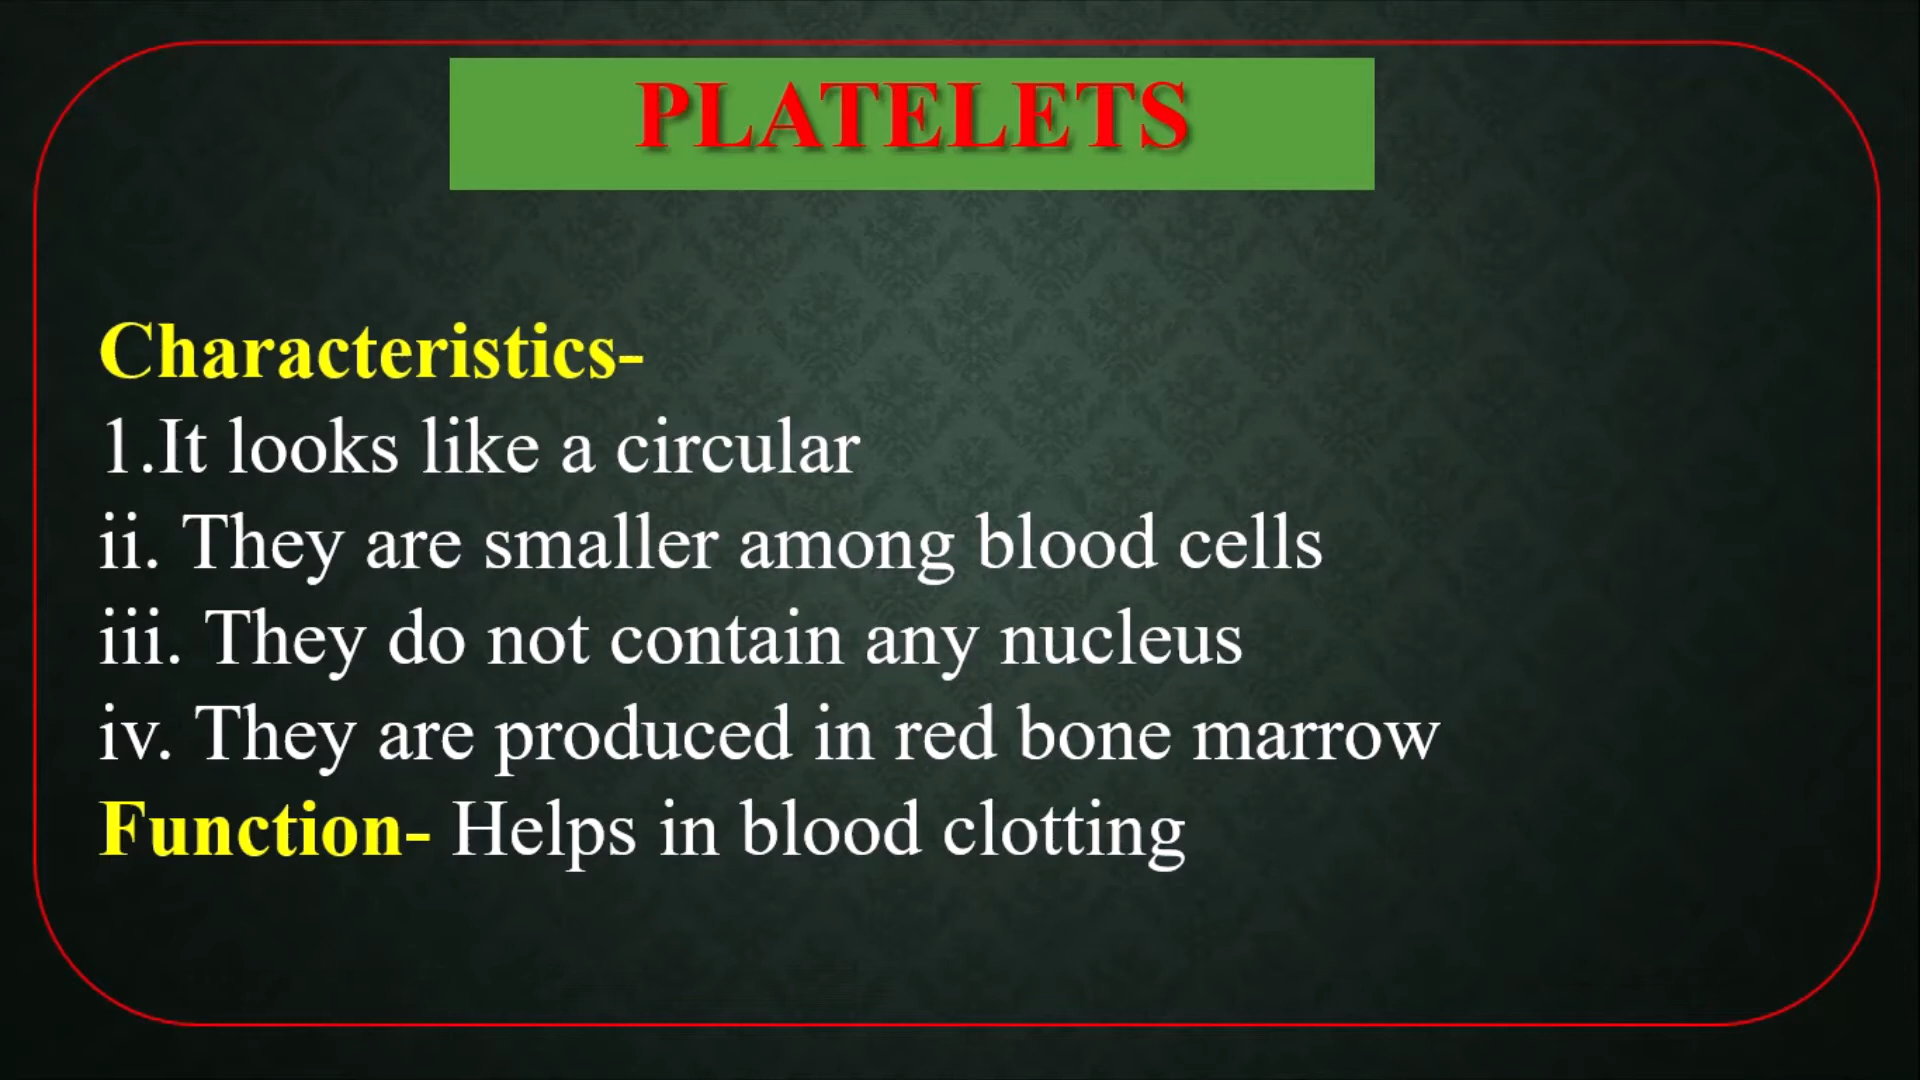 PLATELETS
Characteristics-
1.It looks like a circular
ii. They are smaller among blood cells
iii. They do not contain any nucleus
iv. They are produced in red bone marrow
Function- Helps in blood clotting